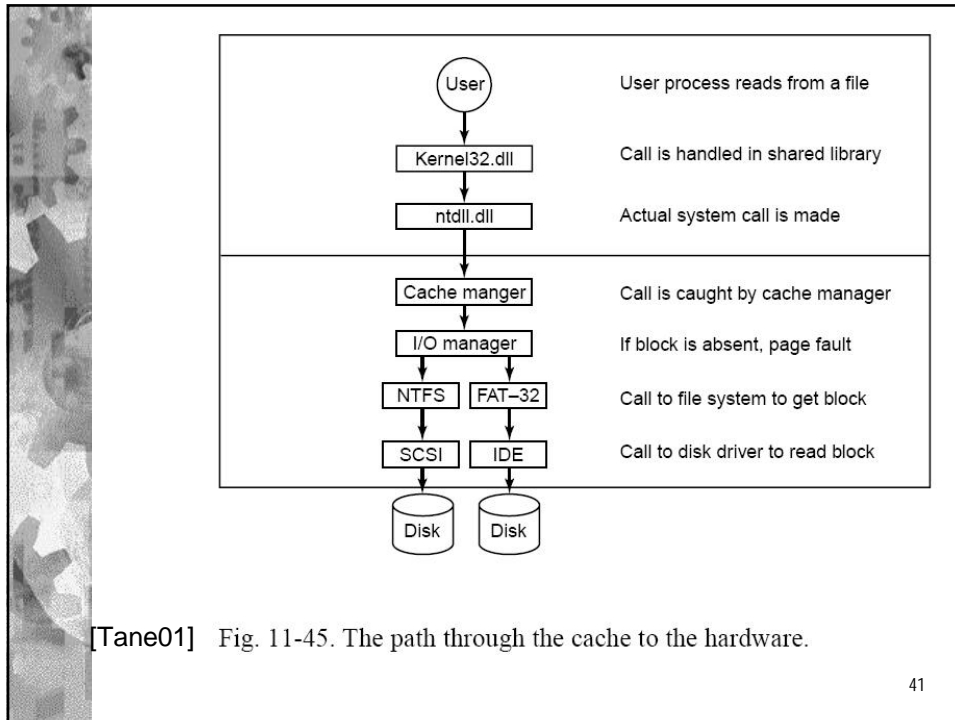 User User process reads from a file
Kernel32.dll Call is handled in shared library
ntdll.dll Actual system call is made
Cache manger Call is caught by cache manager
I/O manager If block is absent, page fault
NTFS FAT–32 Call to file system to get block
SCSI IDE Call to disk driver to read block
Disk Disk
[Tane01] Fig. 11-45. The path through the cache to the hardware.
41